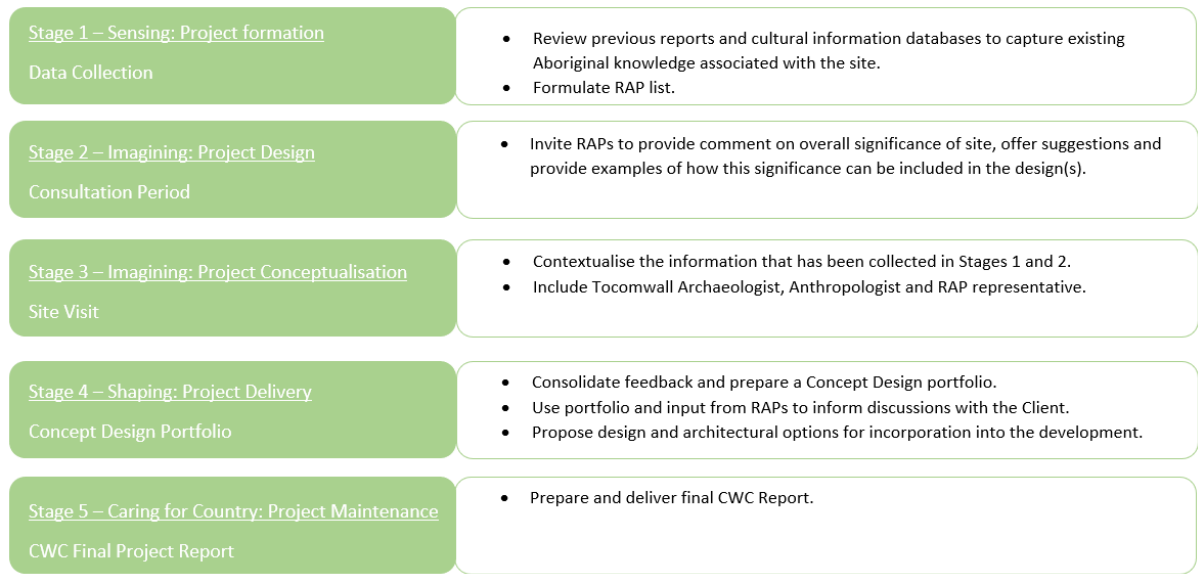 Stage 1 – Sensing: Project formation
Data Collection
• Review previous reports and cultural information databases to capture existing
Aboriginal knowledge associated with the site.
• Formulate RAP list.
Stage 2 – Imagining: Project Design
Consultation Period
• Invite RAPs to provide comment on overall significance of site, offer suggestions and
provide examples of how this significance can be included in the design(s).
Stage 3 – Imagining: Project Conceptualisation
Site Visit
• Contextualise the information that has been collected in Stages 1 and 2.
• Include Tocomwall Archaeologist, Anthropologist and RAP representative.
Stage 4 – Shaping: Project Delivery
Concept Design Portfolio
• Consolidate feedback and prepare a Concept Design portfolio.
• Use portfolio and input from RAPs to inform discussions with the Client.
• Propose design and architectural options for incorporation into the development.
Stage 5 – Caring for Country: Project Maintenance
CWC Final Project Report
• Prepare and deliver final CWC Report.